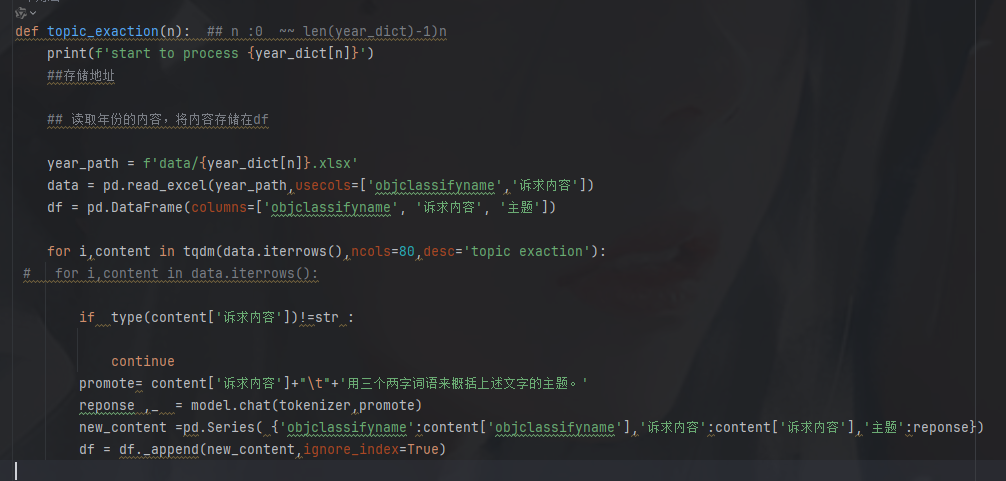 def topic_exaction(n):  ## n :0  ~~ len(year_dict)-1)n
    print(f'start to process {year_dict[n]}')
    ##存储地址
    ## 读取年份的内容，将内容存储在df
    year_path = f'data/{year_dict[n]}.xlsx'
    data = pd.read_excel(year_path,usecols=['objclassifyname','诉求内容'])
    df = pd.DataFrame(columns=['objclassifyname', '诉求内容', '主题'])
    for i,content in tqdm(data.iterrows(),ncols=80,desc='topic exaction'):
#   for i,content in data.iterrows():
        if  type(content['诉求内容'])!=str :
            continue
        promote= content['诉求内容']+"\t"+'用三个两字词语来概括上述文字的主题。'
        reponse ,_  = model.chat(tokenizer,promote)
        new_content =pd.Series( {'objclassifyname':content['objclassifyname'],'诉求内容':content['诉求内容'],'主题':reponse})
        df = df._append(new_content,ignore_index=True)